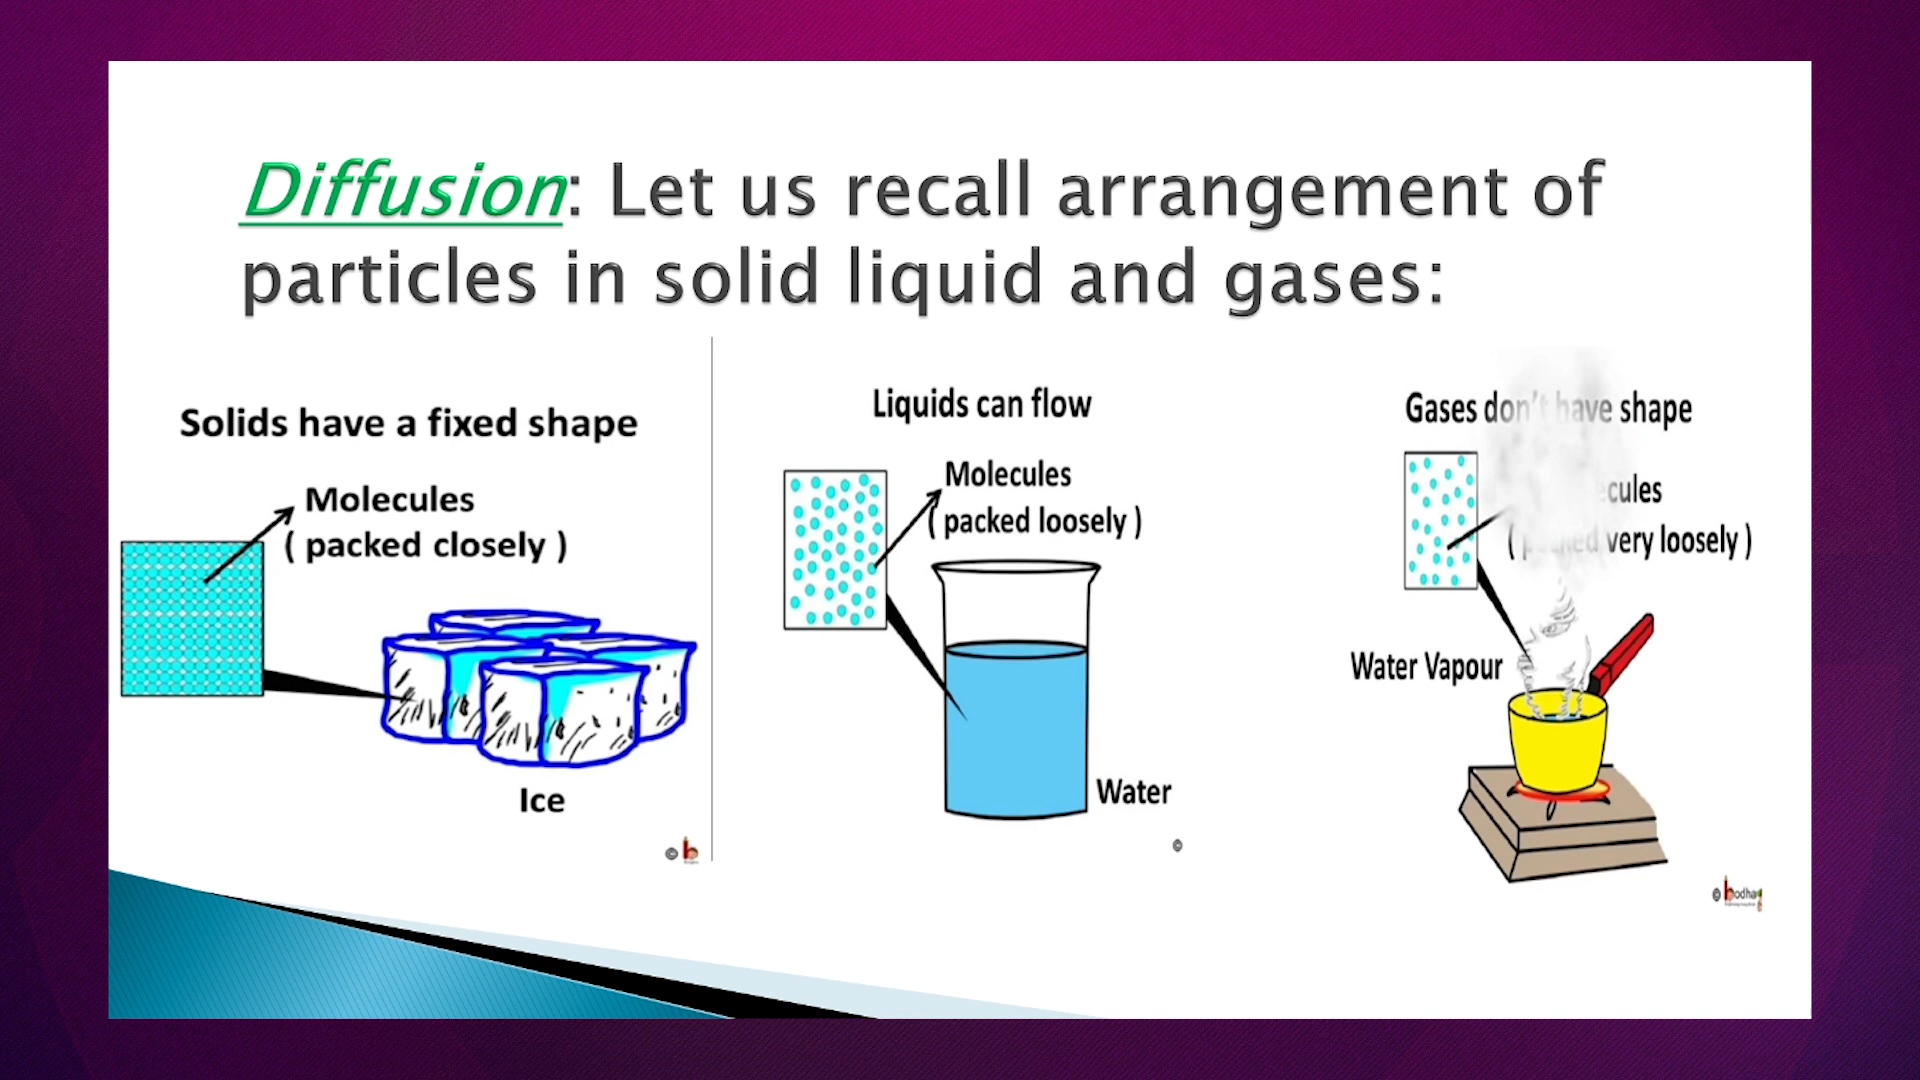 Diffusion: Let us recall arrangement of
particles in solid liquid and gases:
Solids have a fixed shape
Molecules
( packed closely )
Ice
©
Liquids can flow
Molecules
( packed loosely )
Water
©
Gases don't have shape
( very loosely )
Water Vapour
©